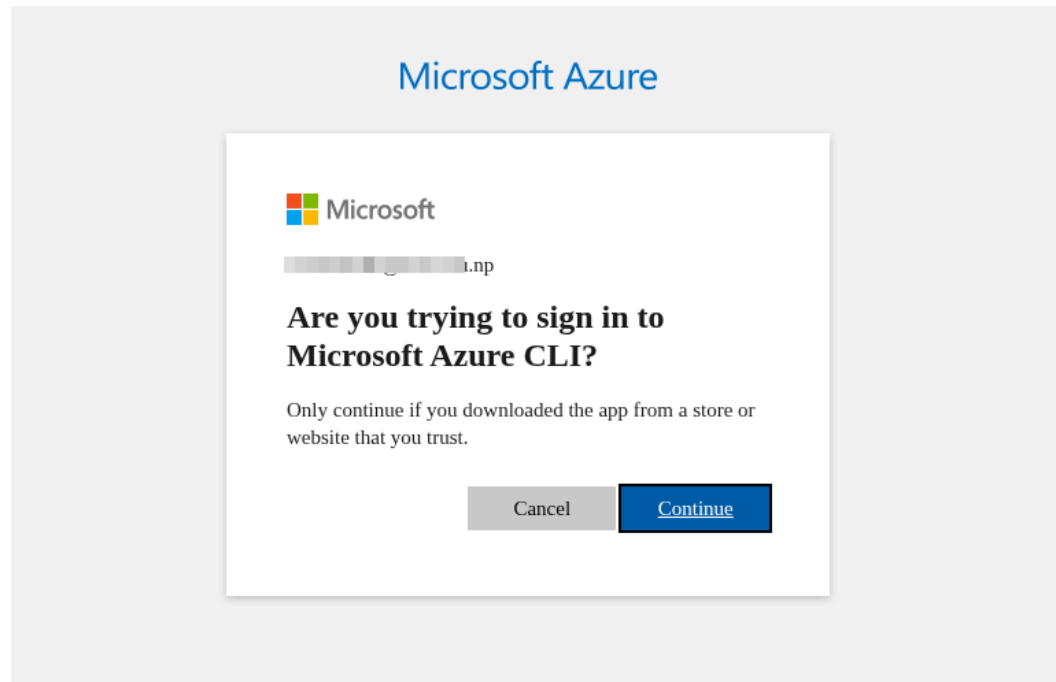 Microsoft Azure
Microsoft
.np
Are you trying to sign in to
Microsoft Azure CLI?
Only continue if you downloaded the app from a store or
website that you trust.
Cancel
Continue